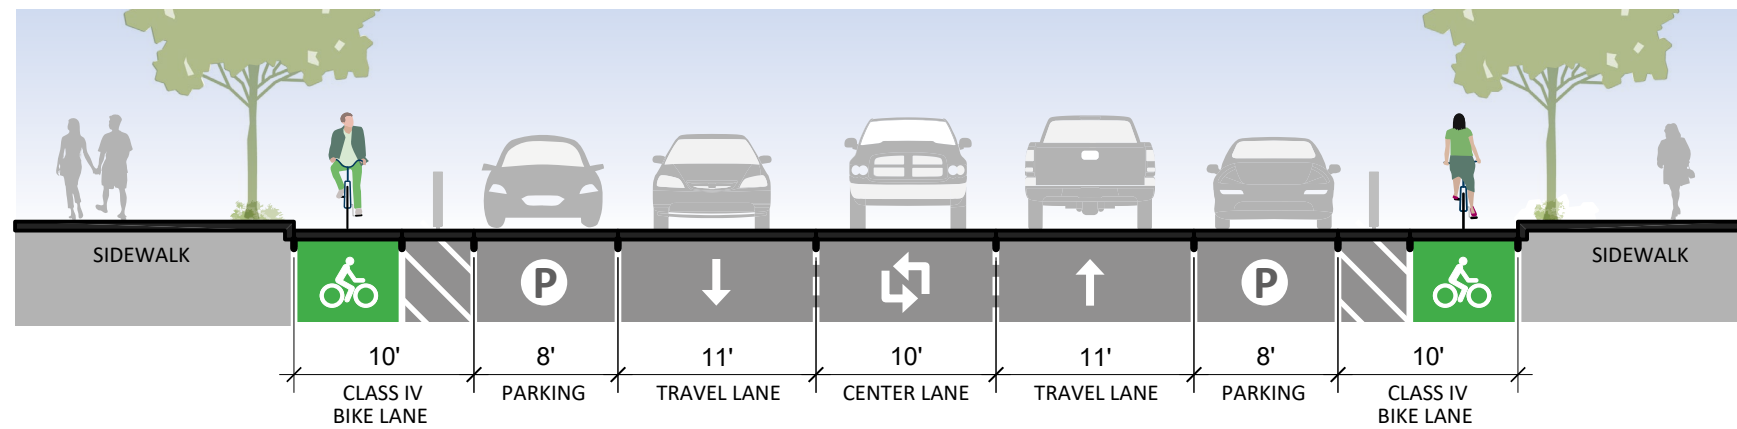 SIDEWALK
SIDEWALK
P
P
10'
8'
11'
10'
11'
8'
10'
CLASS IV
BIKE LANE
PARKING
TRAVEL LANE
CENTER LANE
TRAVEL LANE
PARKING
CLASS IV
BIKE LANE